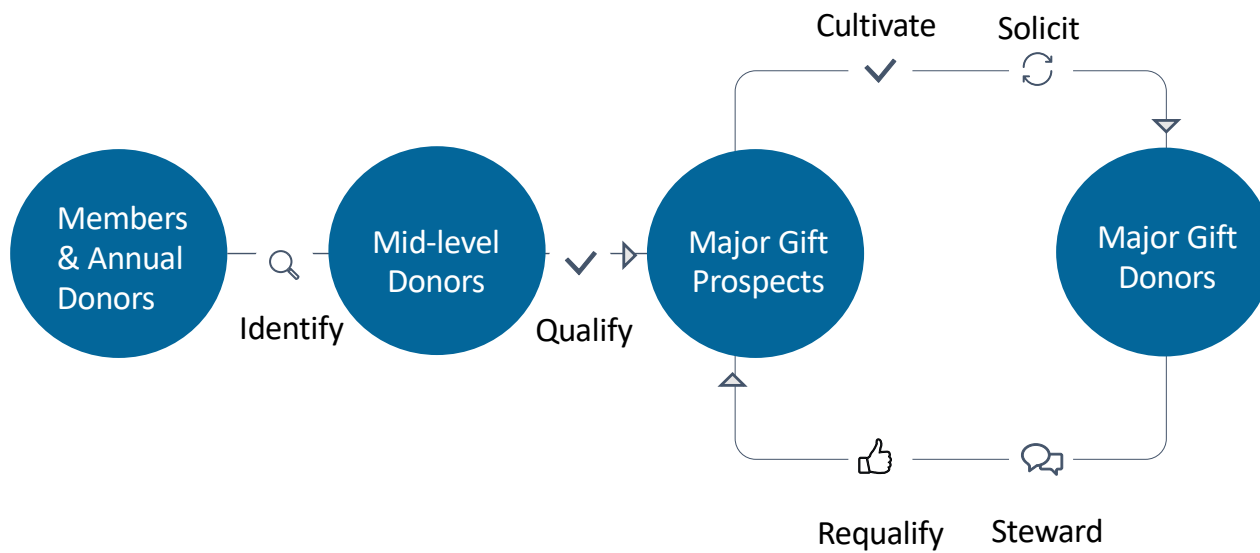 Cultivate
Solicit
Members
& Annual
Donors
Identify
Mid-level
Donors
Qualify
Major Gift
Prospects
Major Gift
Donors
Requalify
Steward